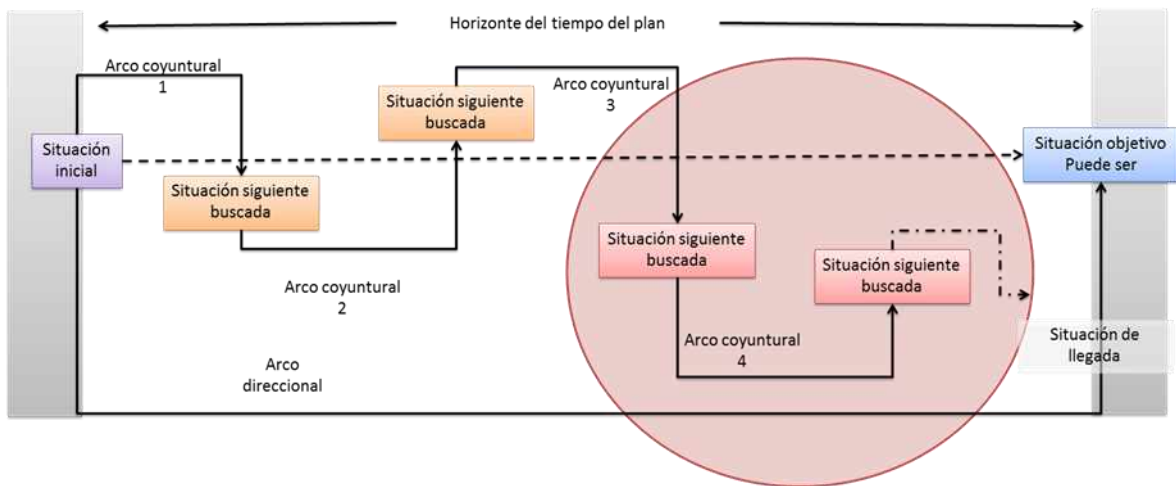 Horizonte del tiempo del plan
Arco coyuntural
1
Arco coyuntural
3
Situación siguiente
buscada
Situación
inicial
Situación objetivo
Puede ser
Situación siguiente
buscada
Situación siguiente
buscada
Situación siguiente
buscada
Arco coyuntural
2
Arco coyuntural
4
Situación de
llegada
Arco
direccional